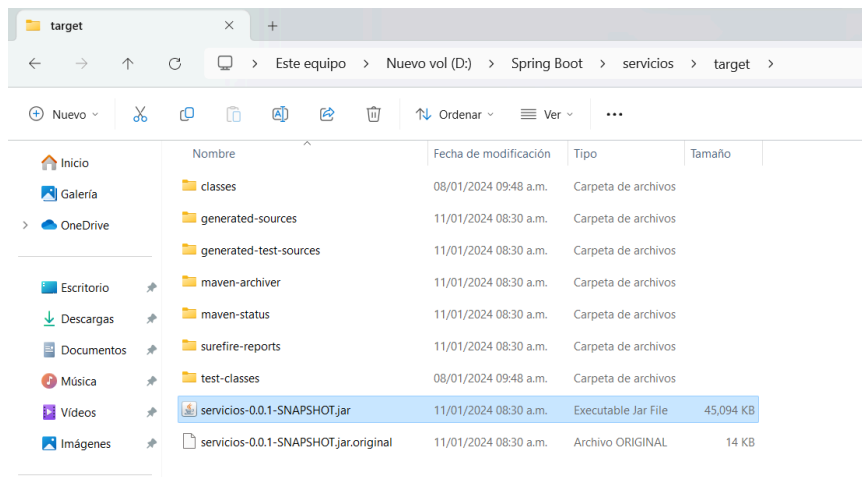 target
Este equipo > Nuevo vol (D:) > Spring Boot > servicios > target >
Nuevo Ordenar Ver
Nombre Fecha de modificación Tipo Tamaño
Inicio
Galería
OneDrive
Escritorio
Descargas
Documentos
Música
Vídeos
Imágenes
classes 08/01/2024 09:48 a.m. Carpeta de archivos
generated-sources 11/01/2024 08:30 a.m. Carpeta de archivos
generated-test-sources 11/01/2024 08:30 a.m. Carpeta de archivos
maven-archiver 11/01/2024 08:30 a.m. Carpeta de archivos
maven-status 11/01/2024 08:30 a.m. Carpeta de archivos
surefire-reports 11/01/2024 08:30 a.m. Carpeta de archivos
test-classes 08/01/2024 09:48 a.m. Carpeta de archivos
servicios-0.0.1-SNAPSHOT.jar 11/01/2024 08:30 a.m. Executable Jar File 45,094 KB
servicios-0.0.1-SNAPSHOT.jar.original 11/01/2024 08:30 a.m. Archivo ORIGINAL 14 KB